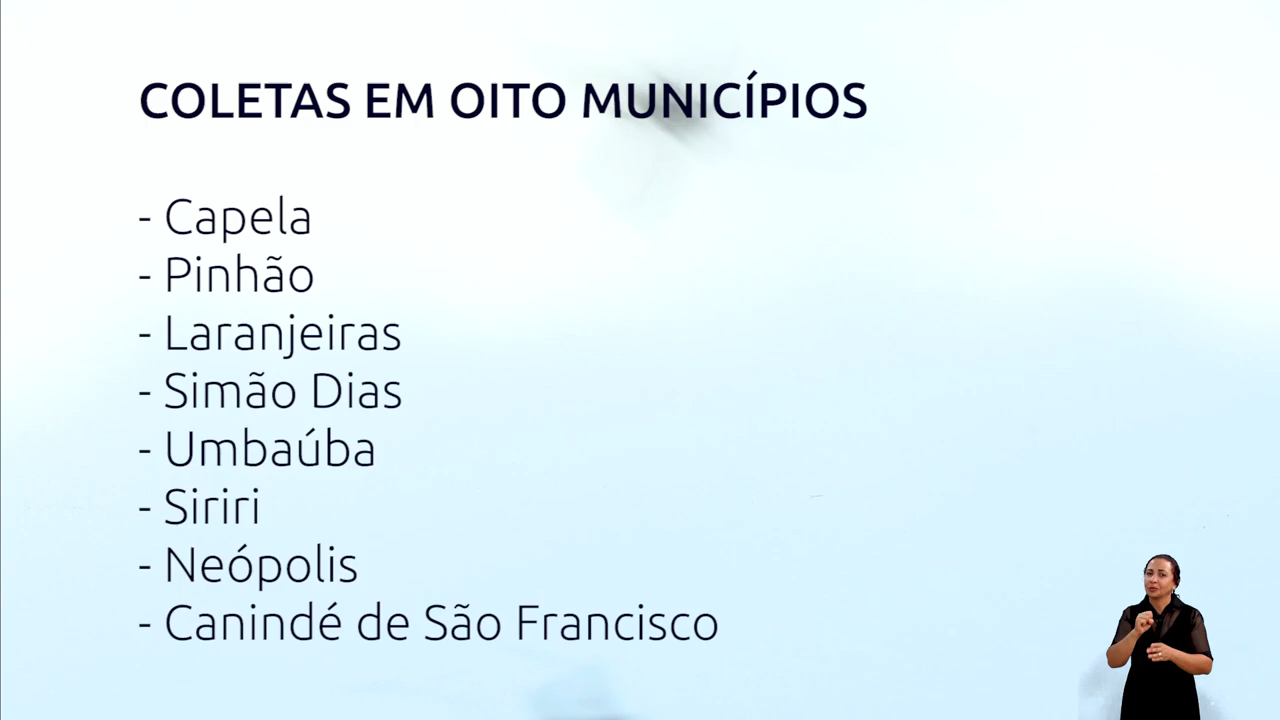 COLETAS EM OITO MUNICÍPIOS
- Capela
- Pinhão
- Laranjeiras
- Simão Dias
- Umbaúba
- Siriri
- Neópolis
- Canindé de São Francisco